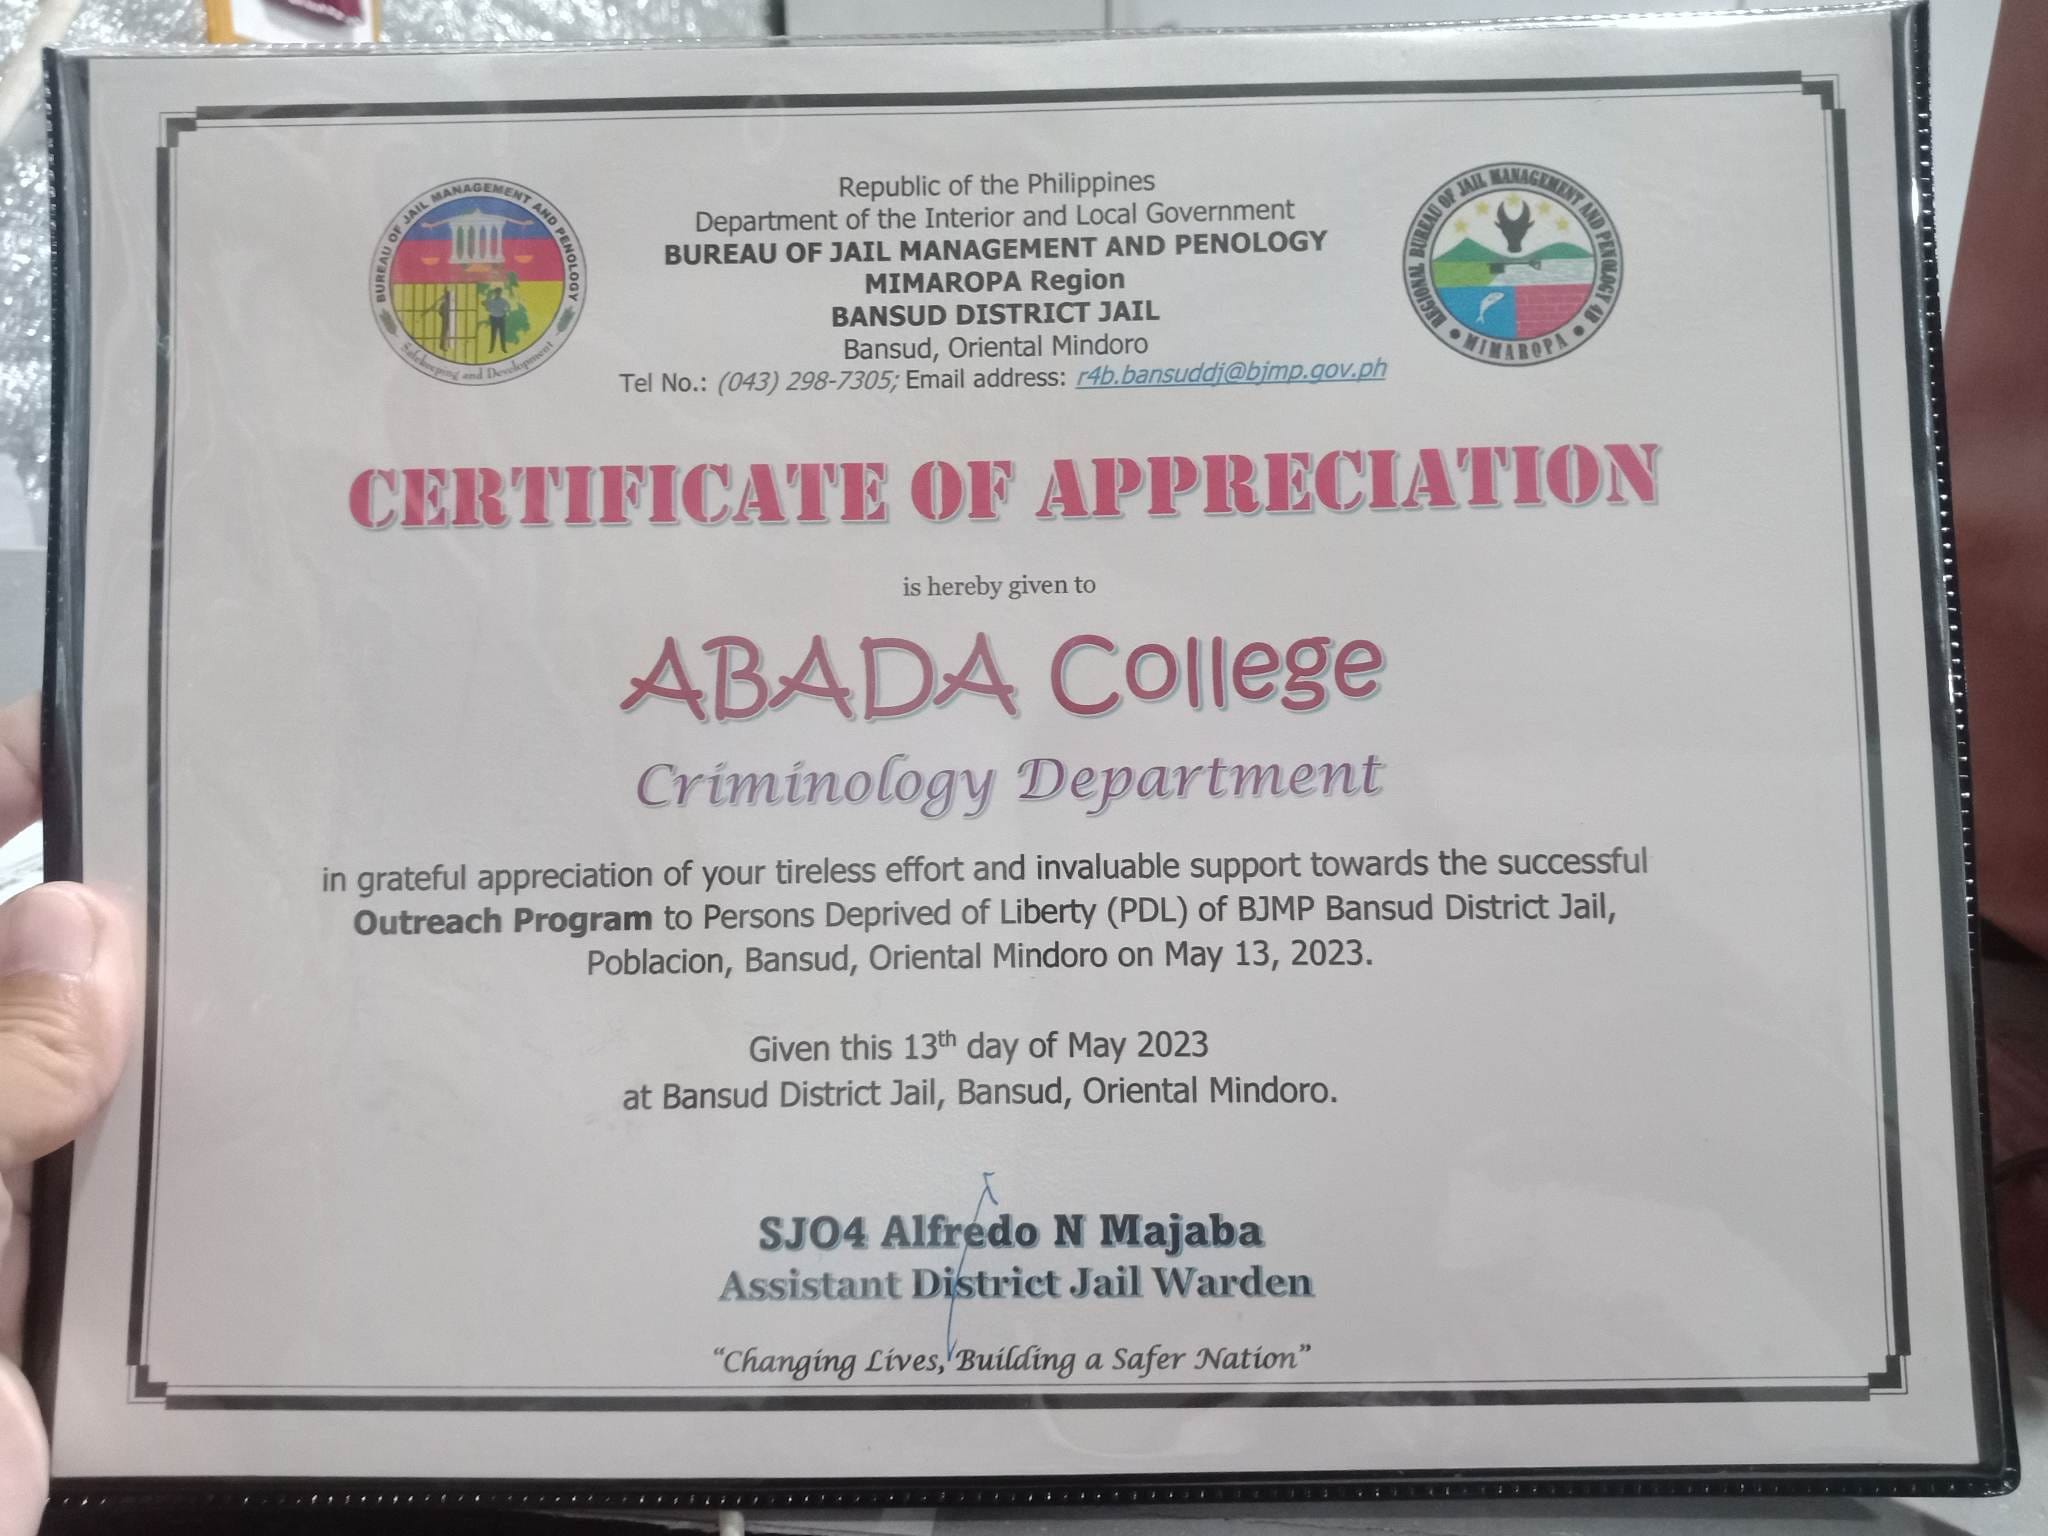 Republic of the Philippines
Department of the Interior and Local Government
BUREAU OF JAIL MANAGEMENT AND PENOLOGY
MIMAROPA Region
BANSUD DISTRICT JAIL
Bansud, Oriental Mindoro
Tel No.: (043) 298-7305; Email address: r4b.bansuddj@bjmp.gov.ph
BUREAU OF JAIL MANAGEMENT AND PENOLOGY
Safekeeping and Development
REGIONAL BUREAU OF JAIL MANAGEMENT AND PENOLOGY 4B
MIMAROPA
CERTIFICATE OF APPRECIATION
is hereby given to
ABADA College
Criminology Department
in grateful appreciation of your tireless effort and invaluable support towards the successful
Outreach Program to Persons Deprived of Liberty (PDL) of BJMP Bansud District Jail,
Poblacion, Bansud, Oriental Mindoro on May 13, 2023.
Given this 13th day of May 2023
at Bansud District Jail, Bansud, Oriental Mindoro.
SJO4 Alfredo N Majaba
Assistant District Jail Warden
“Changing Lives, Building a Safer Nation”